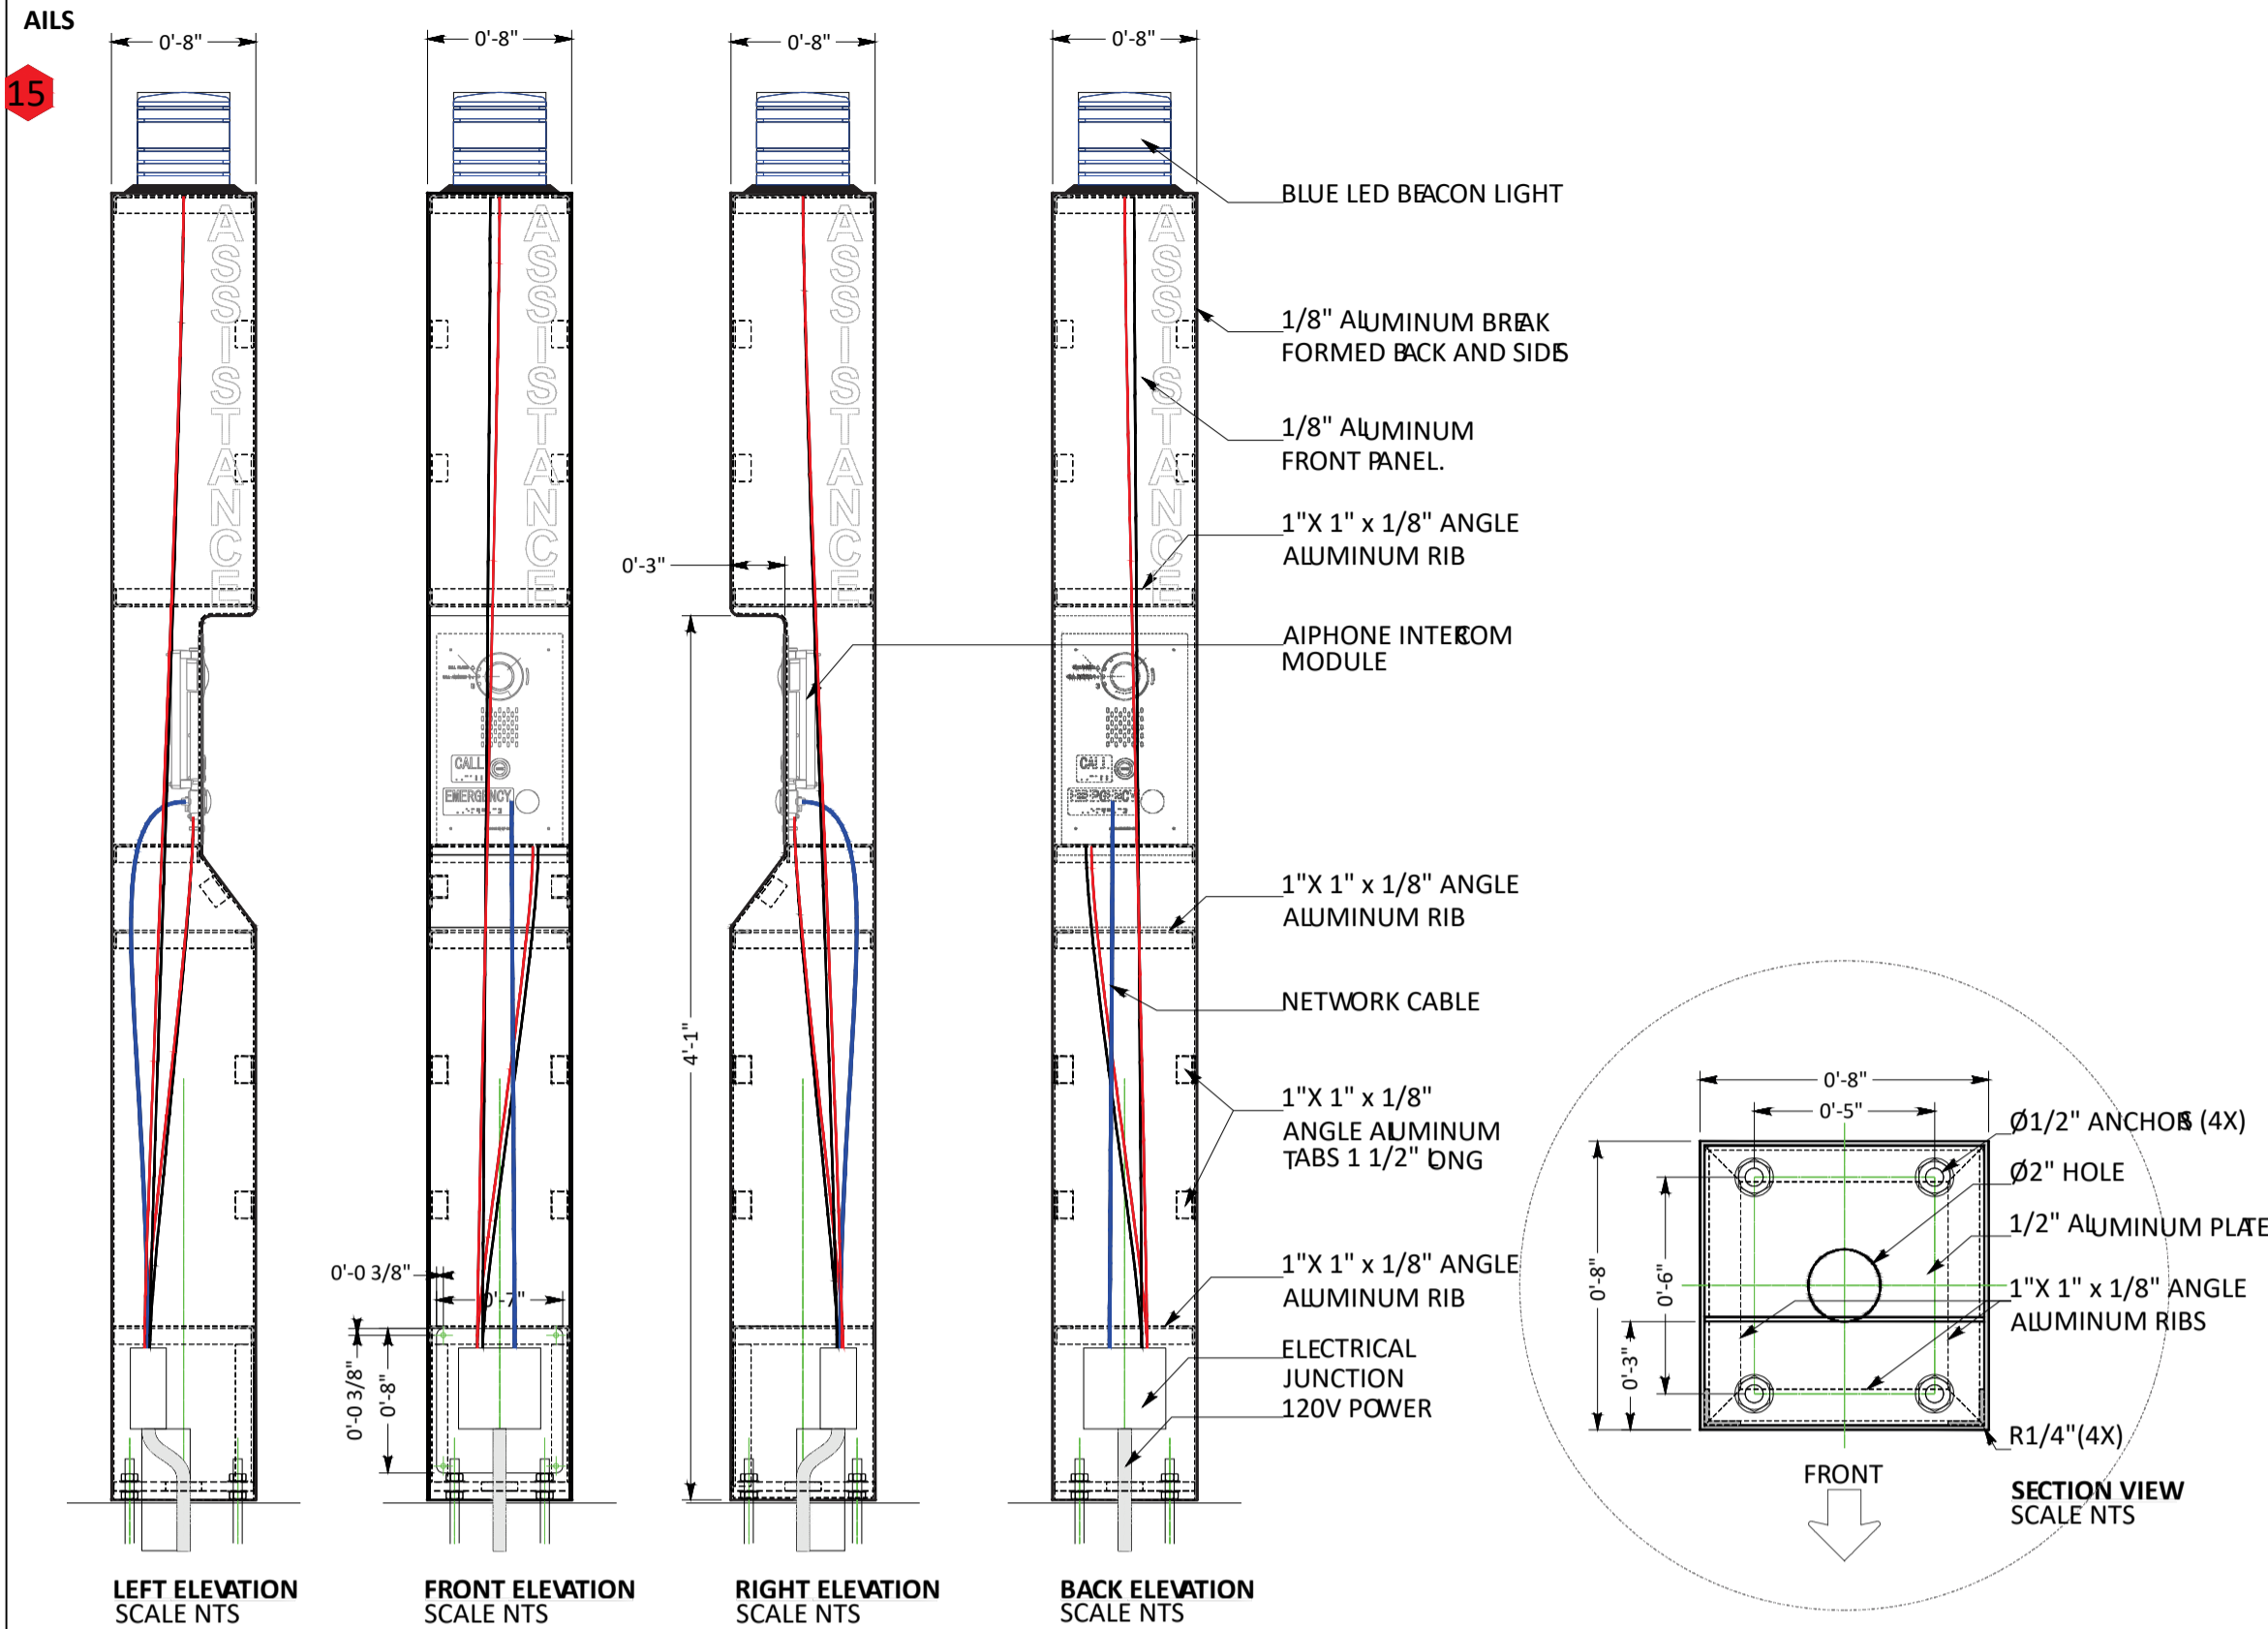 AILS
15
0'-8"
0'-8"
0'-8"
0'-8"
ASSISTANCE
ASSISTANCE
ASSISTANCE
ASSISTANCE
BLUE LED BEACON LIGHT
1/8" ALUMINUM BREAK
FORMED BACK AND SIDES
1/8" ALUMINUM
FRONT PANEL.
1"X 1" x 1/8" ANGLE
ALUMINUM RIB
0'-3"
AIPHONE INTERCOM
MODULE
CALL
EMERGENCY
CALL
EMERGENCY
1"X 1" x 1/8" ANGLE
ALUMINUM RIB
NETWORK CABLE
4'-1"
1"X 1" x 1/8"
ANGLE ALUMINUM
TABS 1 1/2" LONG
0'-0 3/8"
0'-7"
0'-0 3/8"
0'-8"
1"X 1" x 1/8" ANGLE
ALUMINUM RIB
ELECTRICAL
JUNCTION
120V POWER
0'-8"
0'-5"
0'-8"
0'-6"
0'-3"
Ø1/2" ANCHORS (4X)
Ø2" HOLE
1/2" ALUMINUM PLATE
1"X 1" x 1/8" ANGLE
ALUMINUM RIBS
R1/4"(4X)
FRONT
SECTION VIEW
SCALE NTS
LEFT ELEVATION
SCALE NTS
FRONT ELEVATION
SCALE NTS
RIGHT ELEVATION
SCALE NTS
BACK ELEVATION
SCALE NTS